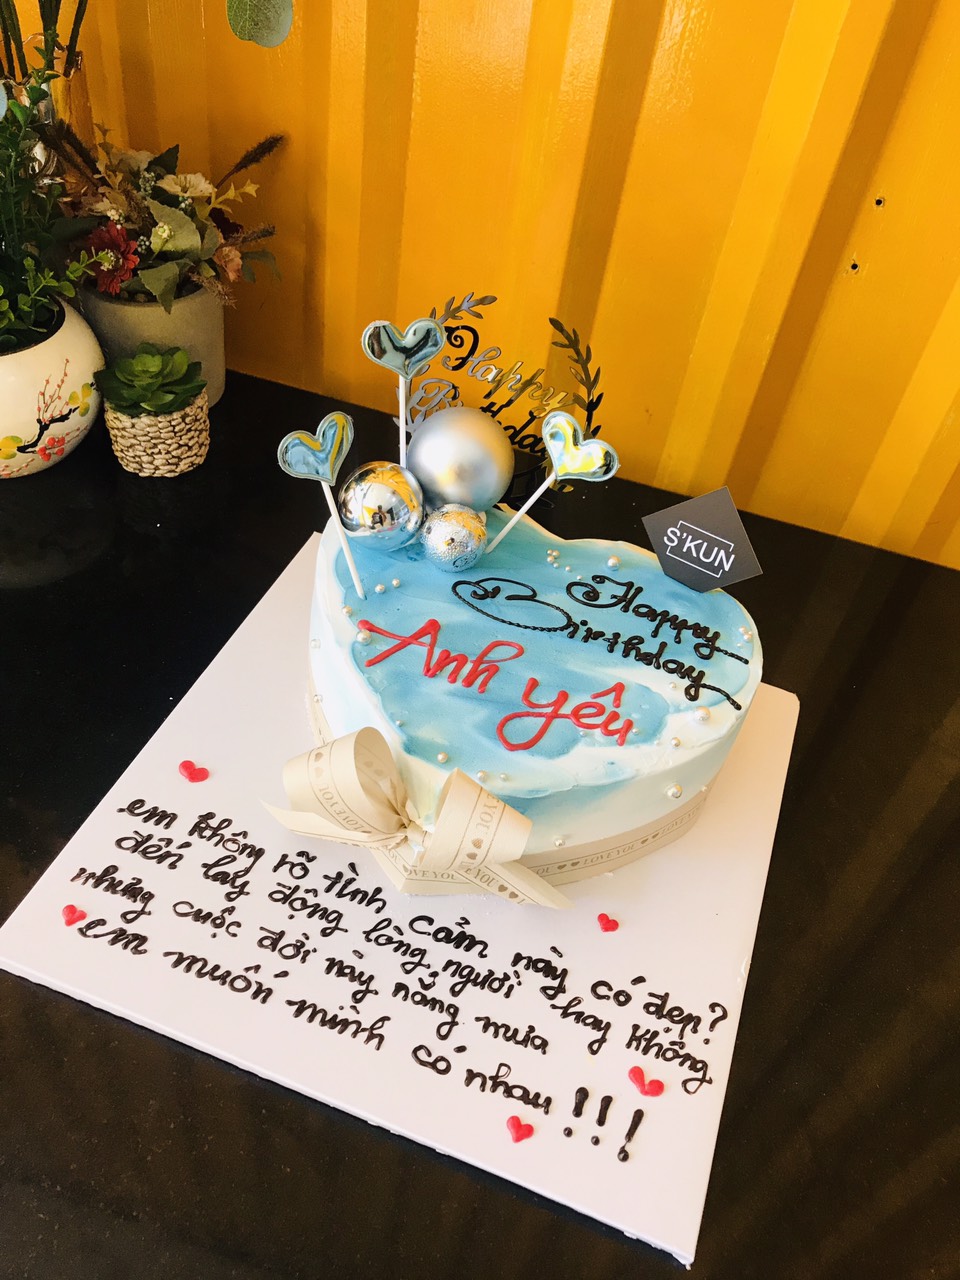 Happy
Birthday
S'KUN
Happy
Birthday
Anh yêu
LOVE YOU
LOVE YOU
LOVE YOU
em không rõ tình cảm này có đẹp?
đến lay động lòng người hay không
nhưng cuộc đời này nắng mưa
em muốn mình có nhau !!!